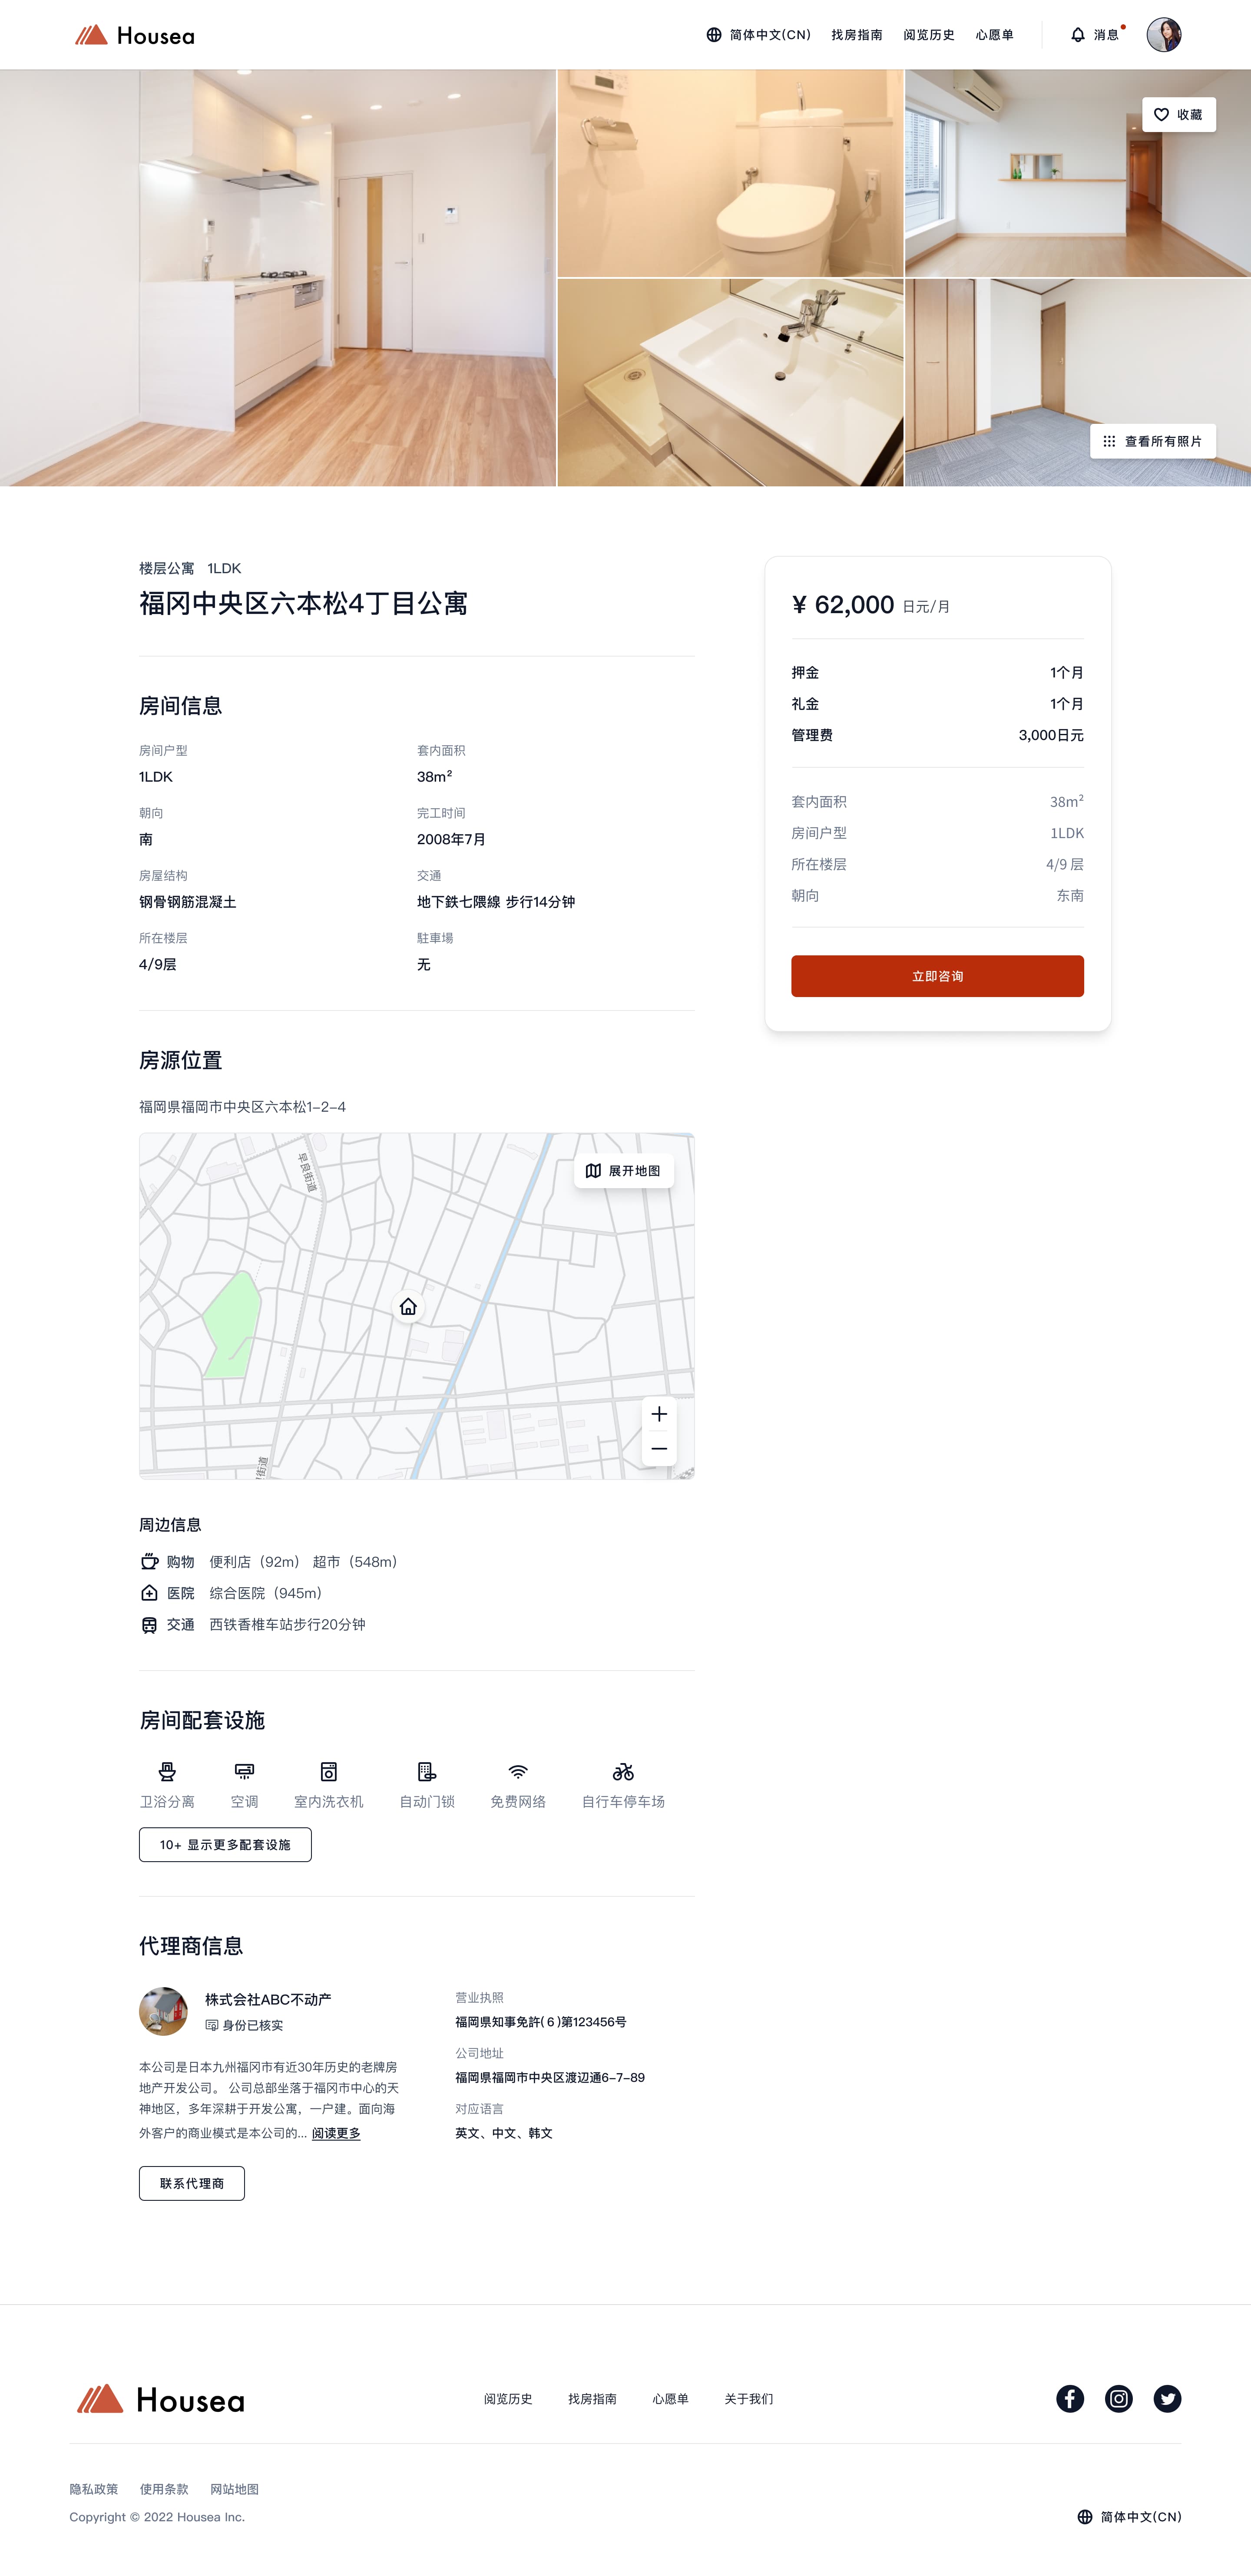 Housea
简体中文(CN) 找房指南 阅览历史 心愿单 消息
收藏
查看所有照片
楼层公寓 1LDK
福冈中央区六本松4丁目公寓
房间信息
房间户型 套内面积
1LDK 38m²
朝向 完工时间
南 2008年7月
房屋结构 交通
钢骨钢筋混凝土 地下鉄七隈線 步行14分钟
所在楼层 駐車場
4/9层 无
¥ 62,000 日元/月
押金 1个月
礼金 1个月
管理费 3,000日元
套内面积 38m²
房间户型 1LDK
所在楼层 4/9 层
朝向 东南
立即咨询
房源位置
福岡県福岡市中央区六本松1-2-4
早良街道
展开地图
街道
周边信息
购物 便利店（92m） 超市（548m）
医院 综合医院（945m）
交通 西铁香椎车站步行20分钟
房间配套设施
卫浴分离 空调 室内洗衣机 自动门锁 免费网络 自行车停车场
10+ 显示更多配套设施
代理商信息
株式会社ABC不动产
身份已核实
本公司是日本九州福冈市有近30年历史的老牌房
地产开发公司。 公司总部坐落于福冈市中心的天
神地区，多年深耕于开发公寓，一户建。面向海
外客户的商业模式是本公司的... 阅读更多
联系代理商
营业执照
福岡県知事免許( 6 )第123456号
公司地址
福岡県福岡市中央区渡辺通6-7-89
对应语言
英文、中文、韩文
Housea
阅览历史 找房指南 心愿单 关于我们
隐私政策 使用条款 网站地图
Copyright © 2022 Housea Inc.
简体中文(CN)